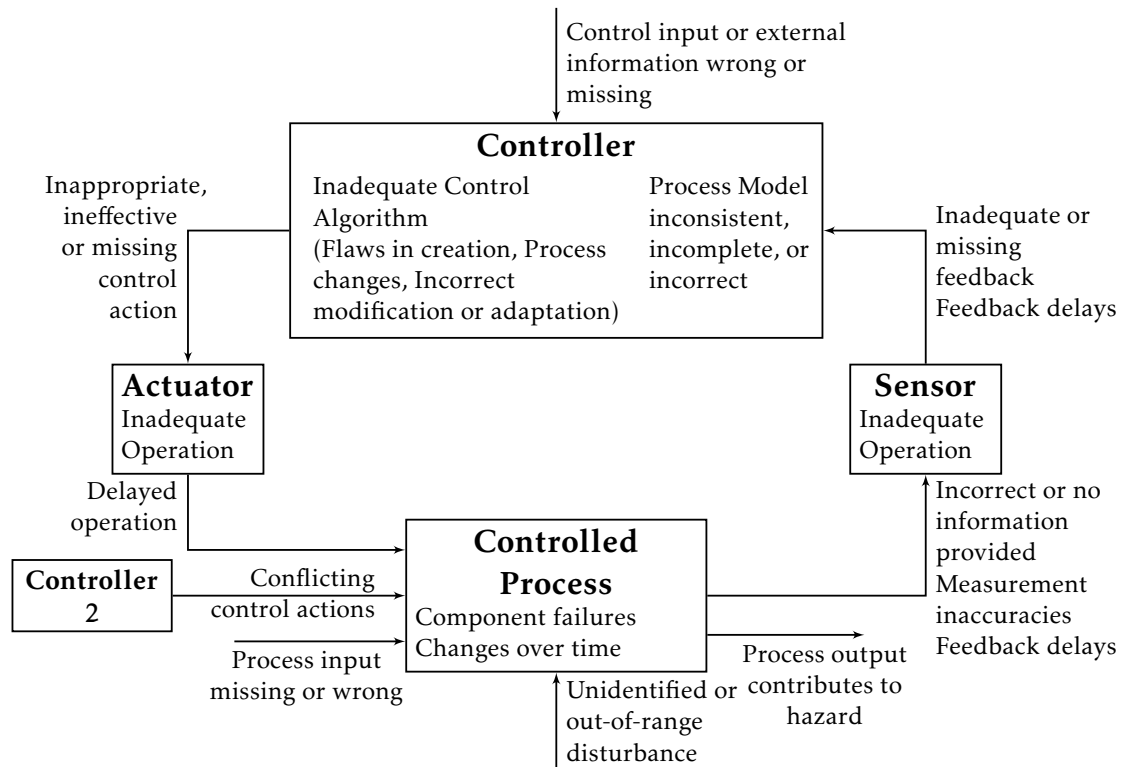 Control input or external
information wrong or
missing
Controller
Inadequate Control
Algorithm
(Flaws in creation, Process
changes, Incorrect
modification or adaptation)
Process Model
inconsistent,
incomplete, or
incorrect
Inappropriate,
ineffective
or missing
control
action
Inadequate or
missing
feedback
Feedback delays
Actuator
Inadequate
Operation
Sensor
Inadequate
Operation
Delayed
operation
Incorrect or no
information
provided
Measurement
inaccuracies
Feedback delays
Controlled
Process
Component failures
Changes over time
Controller
2
Conflicting
control actions
Process input
missing or wrong
Process output
contributes to
hazard
Unidentified or
out-of-range
disturbance